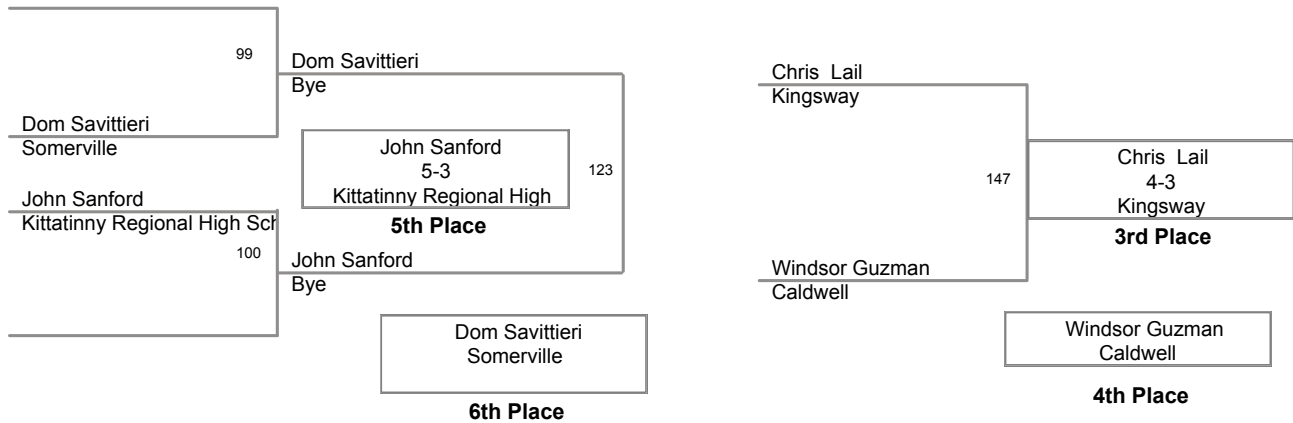 99
Dom Savittieri
Bye
Dom Savittieri
Somerville
John Sanford
5-3
Kittatinny Regional High
5th Place
123
John Sanford
Kittatinny Regional High Sch
100
John Sanford
Bye
Dom Savittieri
Somerville
6th Place
Chris Lail
Kingsway
147
Chris Lail
4-3
Kingsway
3rd Place
Windsor Guzman
Caldwell
Windsor Guzman
Caldwell
4th Place